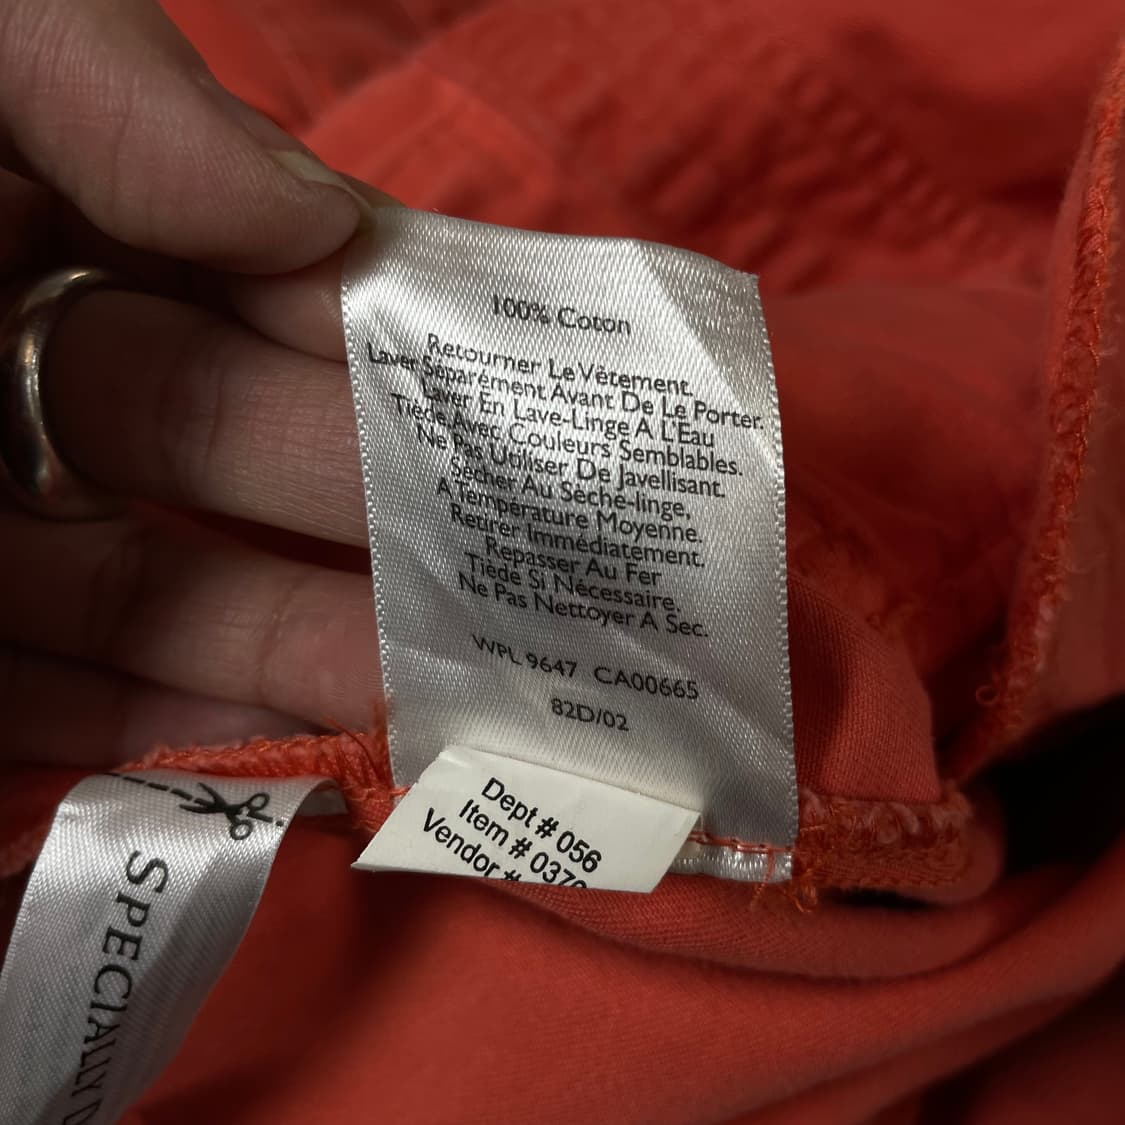 100% Coton
Retourner Le Vêtement.
Laver Séparément Avant De Le Porter.
Laver En Lave-Linge A L'Eau
Tiède Avec Couleurs Semblables.
Ne Pas Utiliser De Javellisant.
Sécher Au Sèche-linge,
A Température Moyenne.
Retirer Immédiatement.
Repasser Au Fer
Tiède Si Nécessaire.
Ne Pas Nettoyer A Sec.
WPL 9647 CA00665
82D/02
Dept # 056
Item # 0370
Vendor #
SPECIALLY